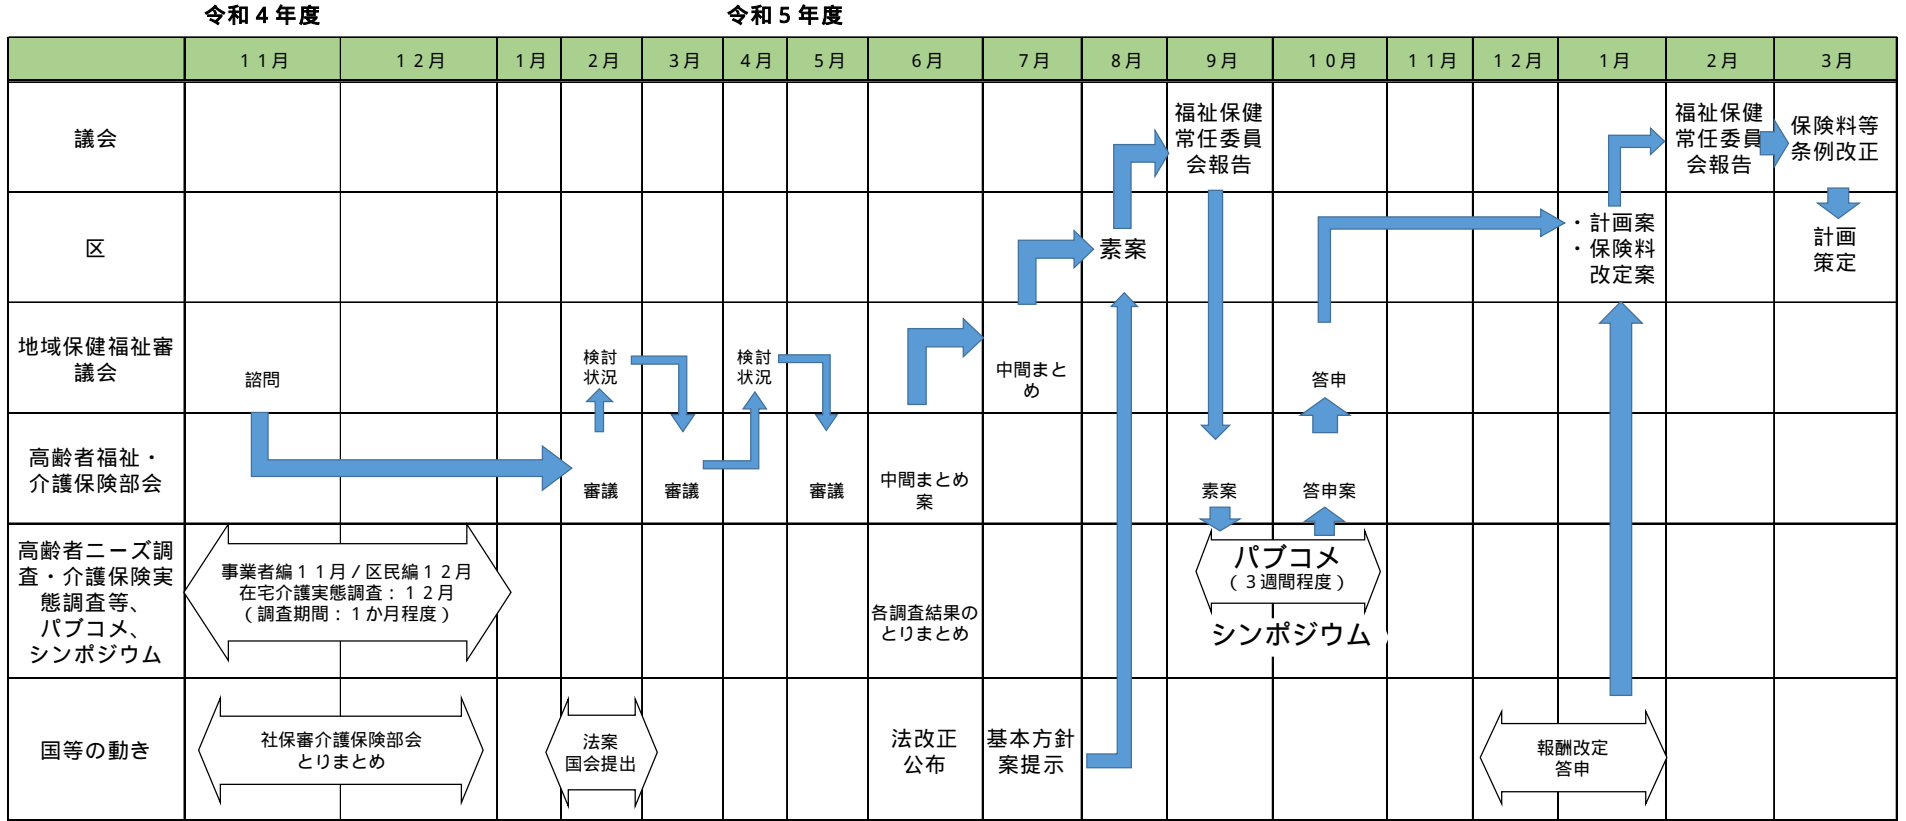 令和４年度
令和５年度
１１月
１２月
１月
２月
３月
４月
５月
６月
７月
８月
９月
１０月
１１月
１２月
１月
２月
３月
議会
福祉保健
常任委員
会報告
福祉保健
常任委員
会報告
保険料等
条例改正
区
素案
・計画案
・保険料
改定案
計画
策定
地域保健福祉審
議会
諮問
検討
状況
検討
状況
中間まと
め
答申
高齢者福祉・
介護保険部会
審議
審議
審議
中間まとめ
案
素案
答申案
高齢者ニーズ調
査・介護保険実
態調査等、
パブコメ、
シンポジウム
事業者編１１月／区民編１２月
在宅介護実態調査：１２月
（調査期間：１か月程度）
各調査結果の
とりまとめ
パブコメ
（３週間程度）
シンポジウム
国等の動き
社保審介護保険部会
とりまとめ
法案
国会提出
法改正
公布
基本方針
案提示
報酬改定
答申